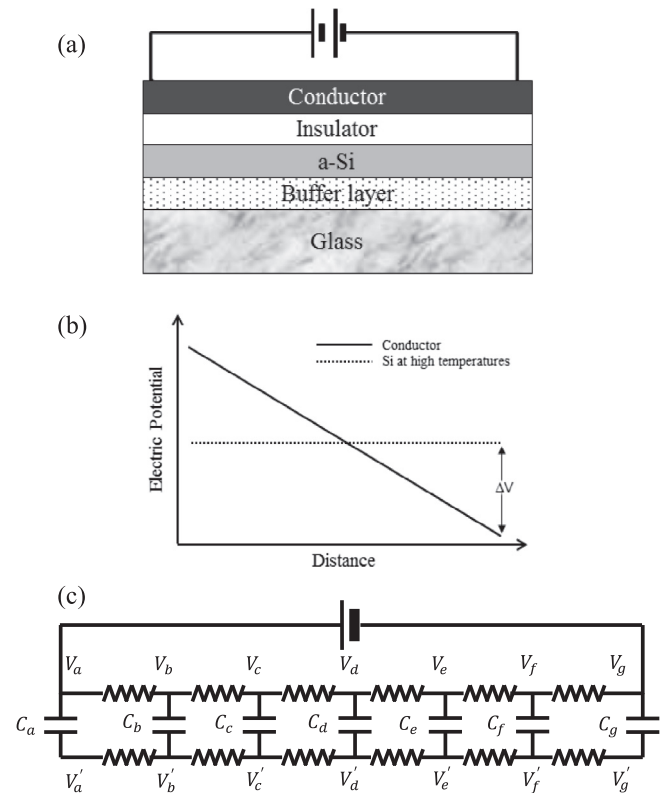 (a)
Conductor
Insulator
a-Si
Buffer layer
Glass
(b)
Electric Potential
Conductor
Si at high temperatures
ΔV
Distance
(c)
V_a V_b V_c V_d V_e V_f V_g
C_a C_b C_c C_d C_e C_f C_g
V_a' V_b' V_c' V_d' V_e' V_f' V_g'